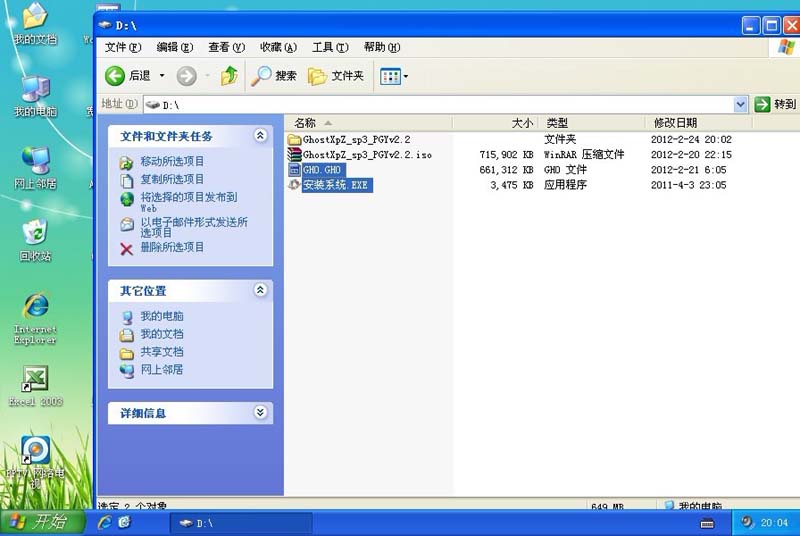 我的文档
我的电脑
网上邻居
回收站
Internet
Explorer
Excel 2003
D:\
文件(F)
编辑(E)
查看(V)
收藏(A)
工具(T)
帮助(H)
后退
搜索
文件夹
地址(D)
D:\
转到
文件和文件夹任务
移动所选项目
复制所选项目
将选择的项目发布到
Web
以电子邮件形式发送所
选项目
删除所选项目
其它位置
我的电脑
我的文档
共享文档
网上邻居
详细信息
名称 大小 类型 修改日期
GhostXpZ_sp3_PGYv2.2 文件夹 2012-2-24 20:02
GhostXpZ_sp3_PGYv2.2.iso 715,902 KB WinRAR 压缩文件 2012-2-20 22:15
GHO.GHO 661,312 KB GHO 文件 2012-2-21 6:05
安装系统.EXE 3,475 KB 应用程序 2011-4-3 23:05
选定 2 个对象 649 MB 我的电脑
开始
D:\
20:04